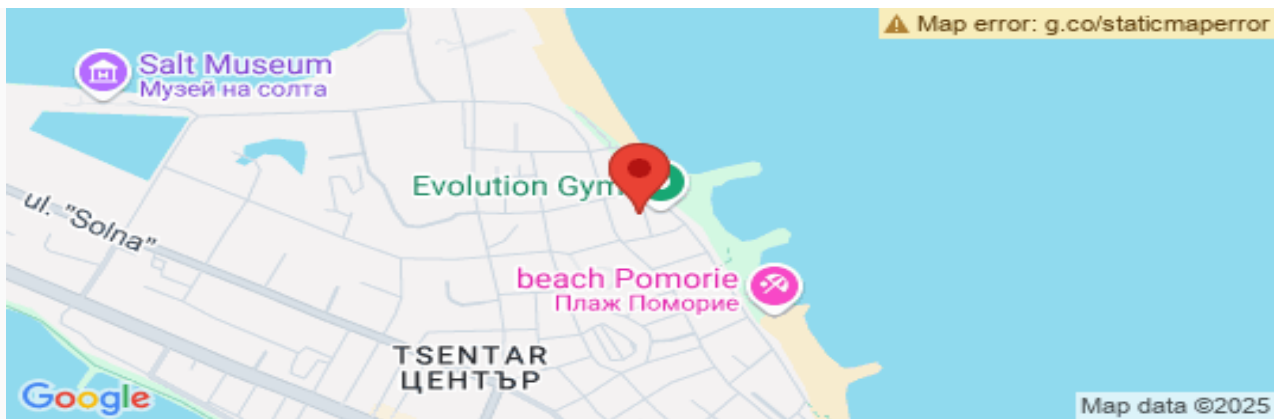 Map error: g.co/staticmaperror
Salt Museum
Музей на солта
Evolution Gym
ul. "Solna"
beach Pomorie
Плаж Поморие
TSENTAR
ЦЕНТЪР
Google
Map data ©2025